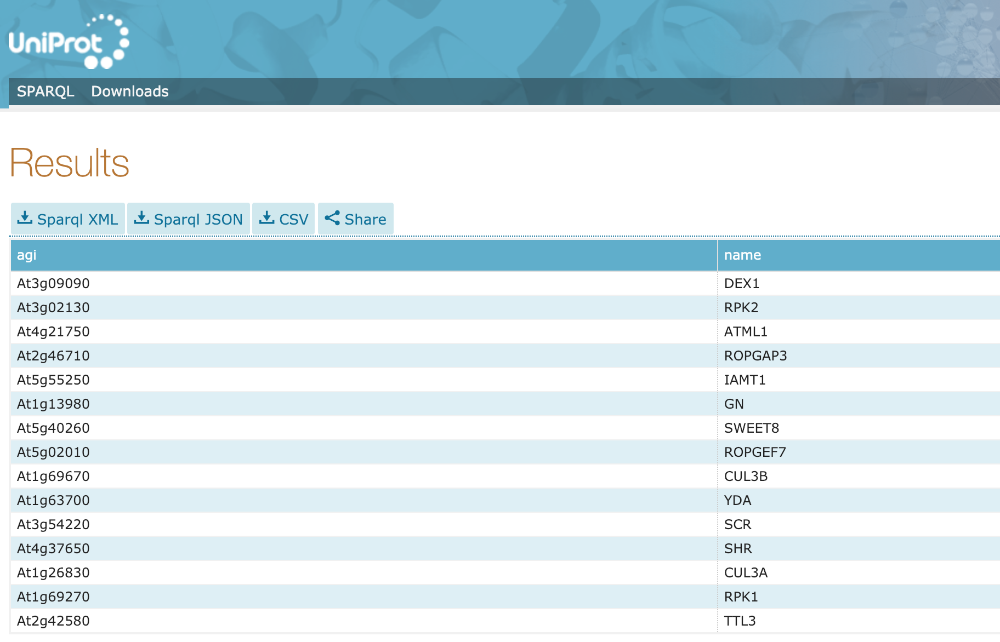 UniProt
SPARQL Downloads
Results
Sparql XML Sparql JSON CSV Share
agi name
At3g09090 DEX1
At3g02130 RPK2
At4g21750 ATML1
At2g46710 ROPGAP3
At5g55250 IAMT1
At1g13980 GN
At5g40260 SWEET8
At5g02010 ROPGEF7
At1g69670 CUL3B
At1g63700 YDA
At3g54220 SCR
At4g37650 SHR
At1g26830 CUL3A
At1g69270 RPK1
At2g42580 TTL3